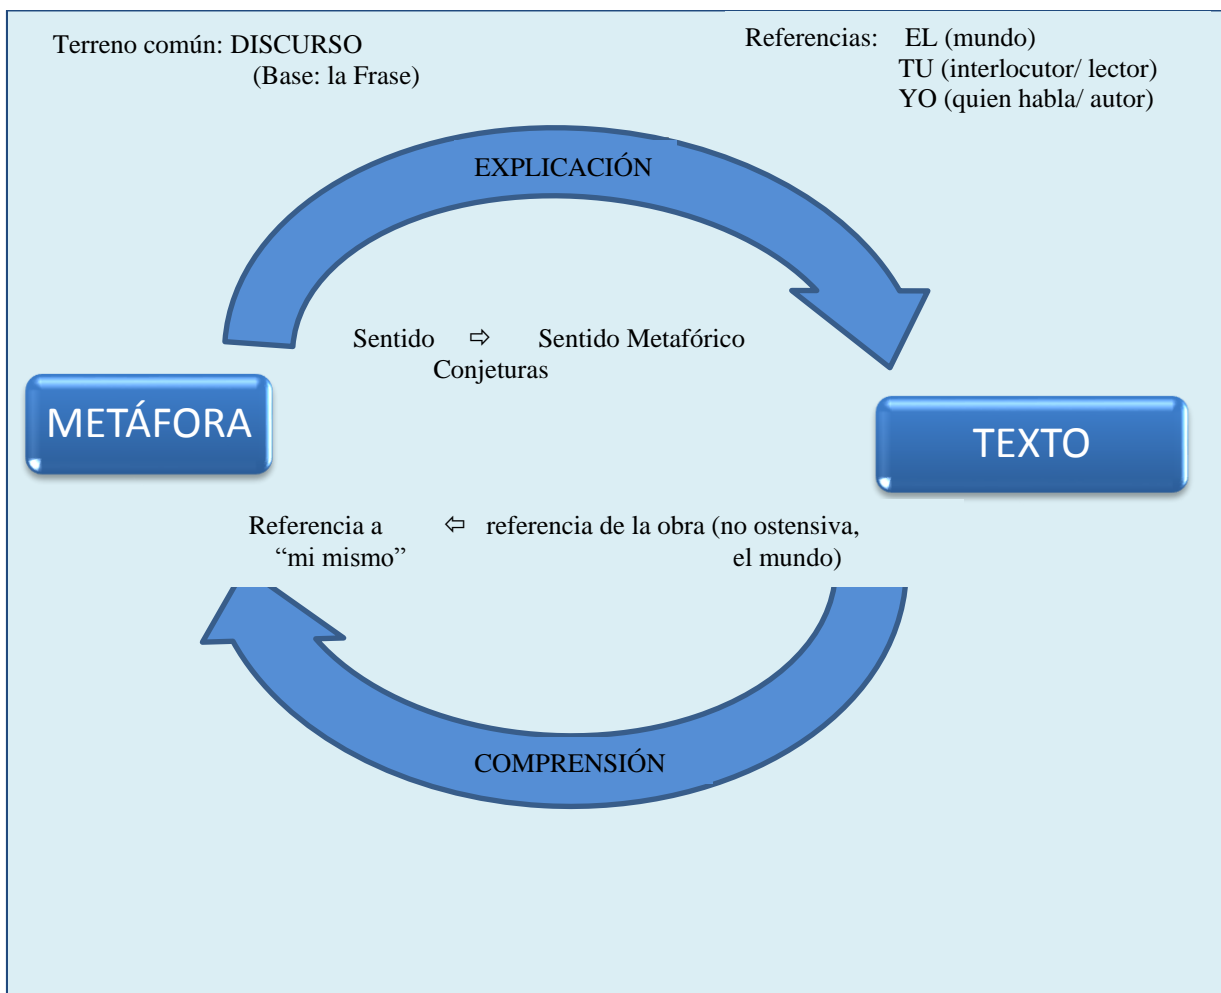 Terreno común: DISCURSO
(Base: la Frase)
Referencias: EL (mundo)
TU (interlocutor/ lector)
YO (quien habla/ autor)
EXPLICACIÓN
Sentido ⇨ Sentido Metafórico
Conjeturas
METÁFORA
TEXTO
Referencia a ⇦ referencia de la obra (no ostensiva,
“mi mismo” el mundo)
COMPRENSIÓN